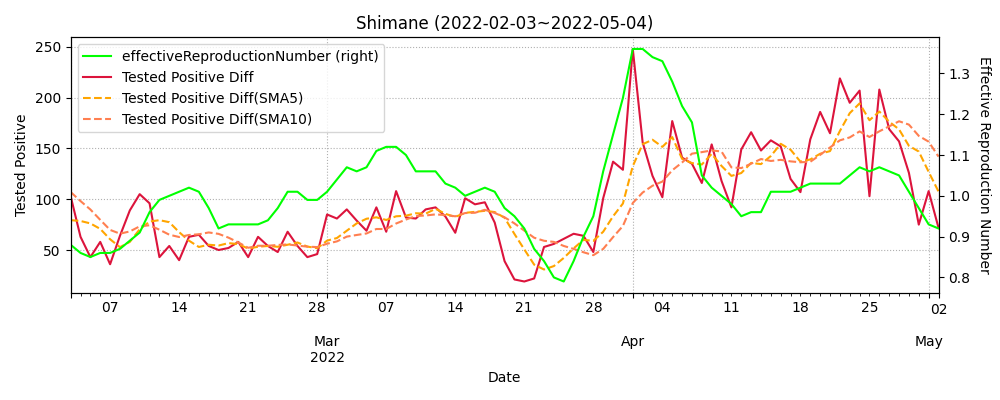 Shimane (2022-02-03~2022-05-04)
effectiveReproductionNumber (right)
Tested Positive Diff
Tested Positive Diff(SMA5)
Tested Positive Diff(SMA10)
250
200
150
100
50
Tested Positive
1.3
1.2
1.1
1.0
0.9
0.8
Effective Reproduction Number
07 14 21 28 07 14 21 28 04 11 18 25 02
Mar Apr May
2022
Date